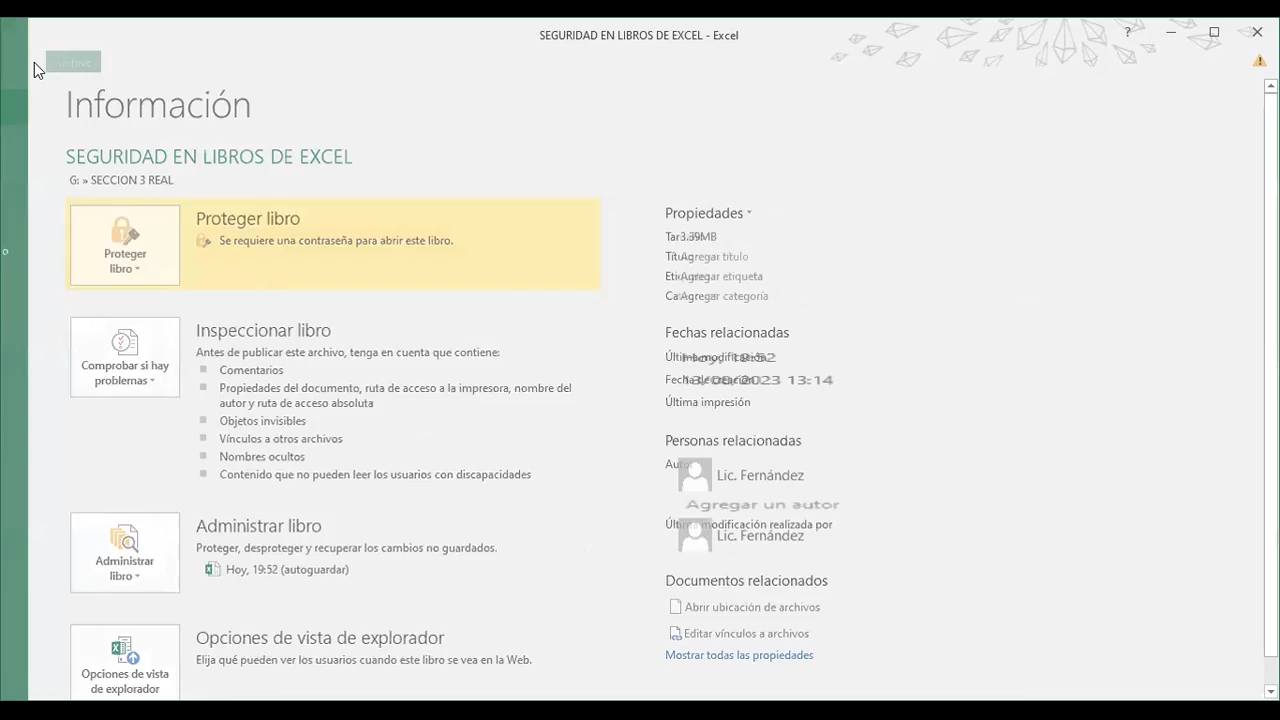 SEGURIDAD EN LIBROS DE EXCEL - Excel
?
Información
SEGURIDAD EN LIBROS DE EXCEL
G: » SECCION 3 REAL
Proteger
libro
Proteger libro
Se requiere una contraseña para abrir este libro.
Comprobar si hay
problemas
Inspeccionar libro
Antes de publicar este archivo, tenga en cuenta que contiene:
Comentarios
Propiedades del documento, ruta de acceso a la impresora, nombre del
autor y ruta de acceso absoluta
Objetos invisibles
Vínculos a otros archivos
Nombres ocultos
Contenido que no pueden leer los usuarios con discapacidades
Administrar
libro
Administrar libro
Proteger, desproteger y recuperar los cambios no guardados.
Hoy, 19:52 (autoguardar)
Opciones de vista
de explorador
Opciones de vista de explorador
Elija qué pueden ver los usuarios cuando este libro se vea en la Web.
Propiedades
Agregar título
Agregar etiqueta
Agregar categoría
Fechas relacionadas
Última modificación
Última impresión
Personas relacionadas
Lic. Fernández
Agregar un autor
Última modificación realizada por
Lic. Fernández
Documentos relacionados
Abrir ubicación de archivos
Editar vínculos a archivos
Mostrar todas las propiedades